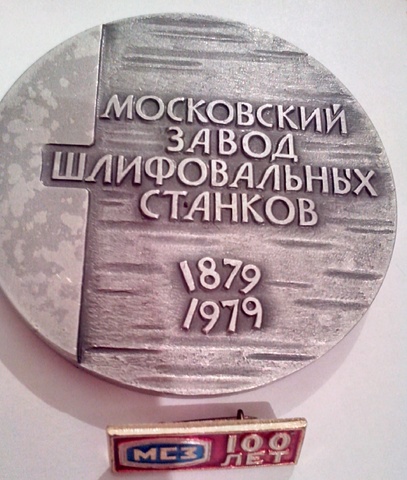 МОСКОВСКИЙ
ЗАВОД
ШЛИФОВАЛЬНЫХ
СТАНКОВ
1879
1979
МСЗ 100
ЛЕТ